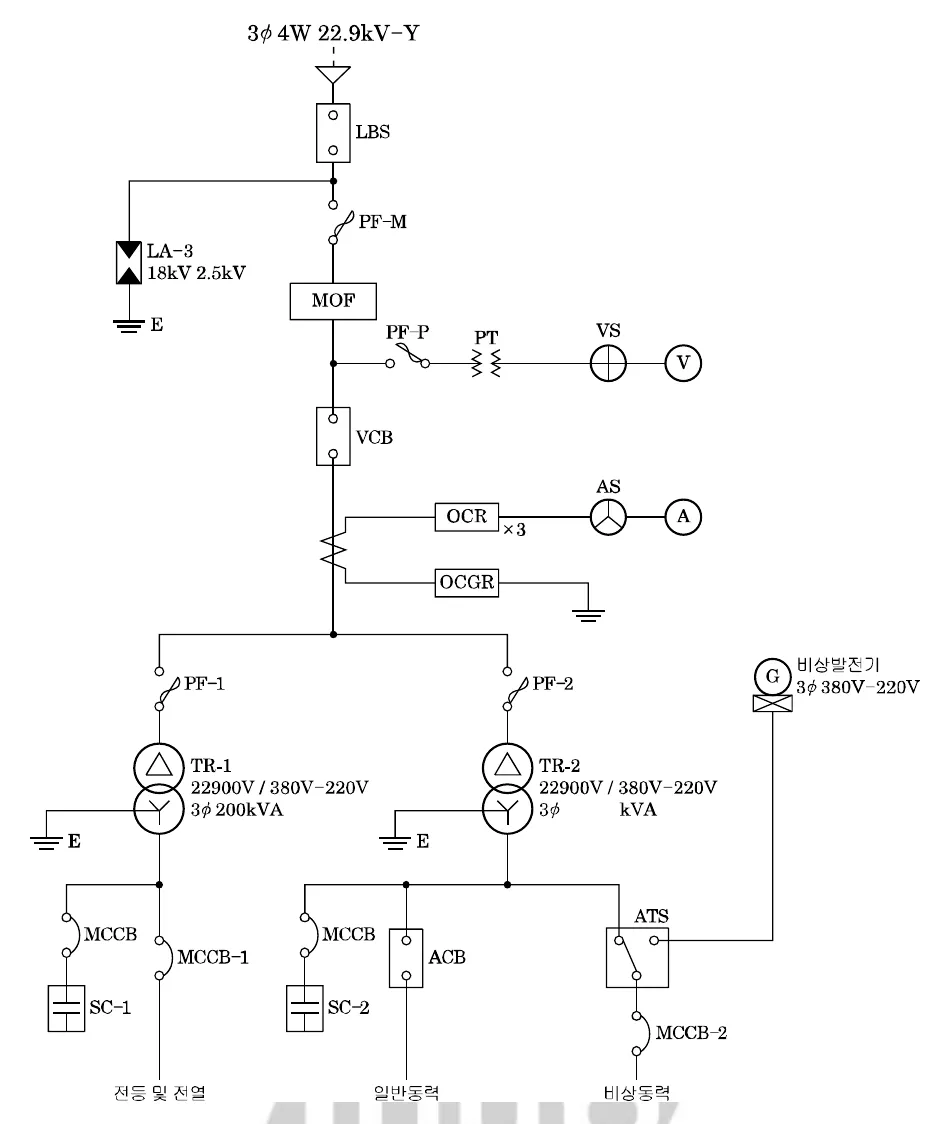 3φ 4W 22.9kV-Y
LBS
PF-M
LA-3
18kV 2.5kV
E
MOF
PF-P
PT
VS
V
VCB
OCR
×3
AS
A
OCGR
PF-1
PF-2
G
비상발전기
3φ 380V-220V
TR-1
22900V / 380V-220V
3φ 200kVA
E
TR-2
22900V / 380V-220V
3φ kVA
E
MCCB
MCCB-1
SC-1
MCCB
ACB
SC-2
ATS
MCCB-2
전등 및 전열
일반동력
비상동력